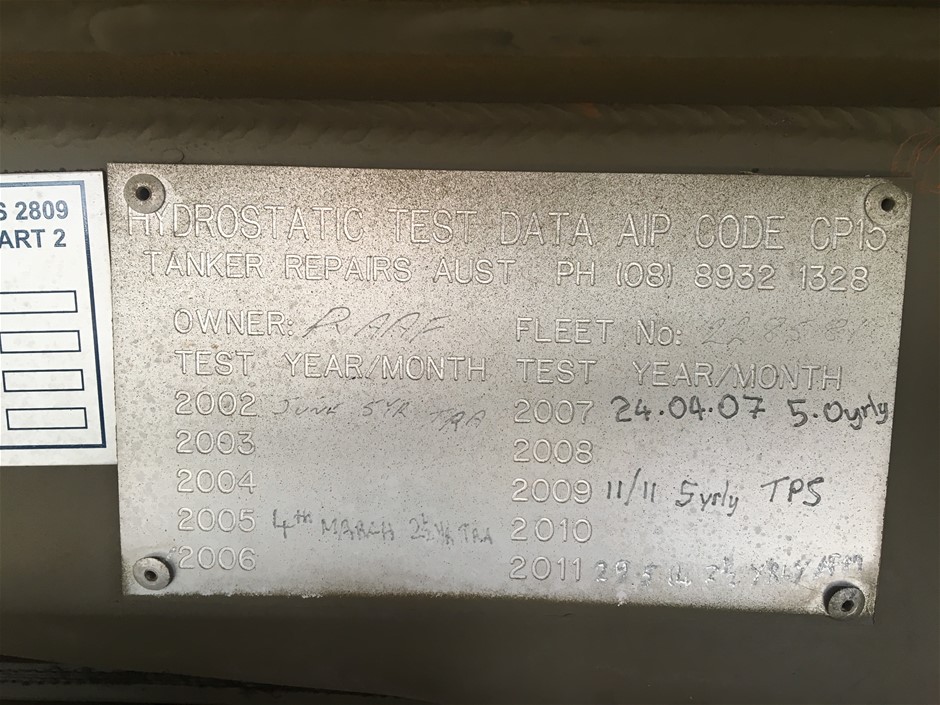 S 2809
ART 2
HYDROSTATIC TEST DATA AIP CODE CP15
TANKER REPAIRS AUST PH (08) 8932 1328
OWNER: RAAF FLEET No:
TEST YEAR/MONTH TEST YEAR/MONTH
2002 JUNE 5YR TRA 2007 24.04.07 5.0yrly
2003 2008
2004 2009 11/11 5yrly TPS
2005 4th MARCH 2½ YR TRA 2010
2006 2011